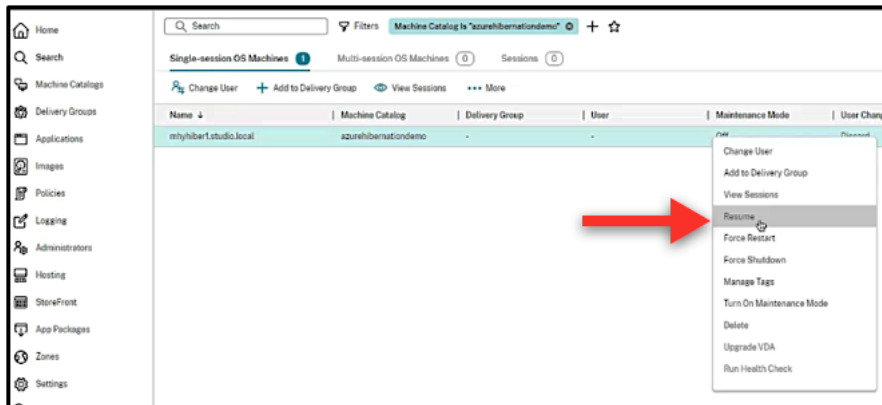 Home
Search
Machine Catalogs
Delivery Groups
Applications
Images
Policies
Logging
Administrators
Hosting
StoreFront
App Packages
Zones
Settings
Search Filters Machine Catalog Is "azurehibernationdemo"
Single-session OS Machines 1 Multi-session OS Machines (0) Sessions (0)
Change User Add to Delivery Group View Sessions More
Name ↓ Machine Catalog Delivery Group User Maintenance Mode User Chang
mhyhiber1.studio.local azurehibernationdemo - - Off Discard
Change User
Add to Delivery Group
View Sessions
Resume
Force Restart
Force Shutdown
Manage Tags
Turn On Maintenance Mode
Delete
Upgrade VDA
Run Health Check